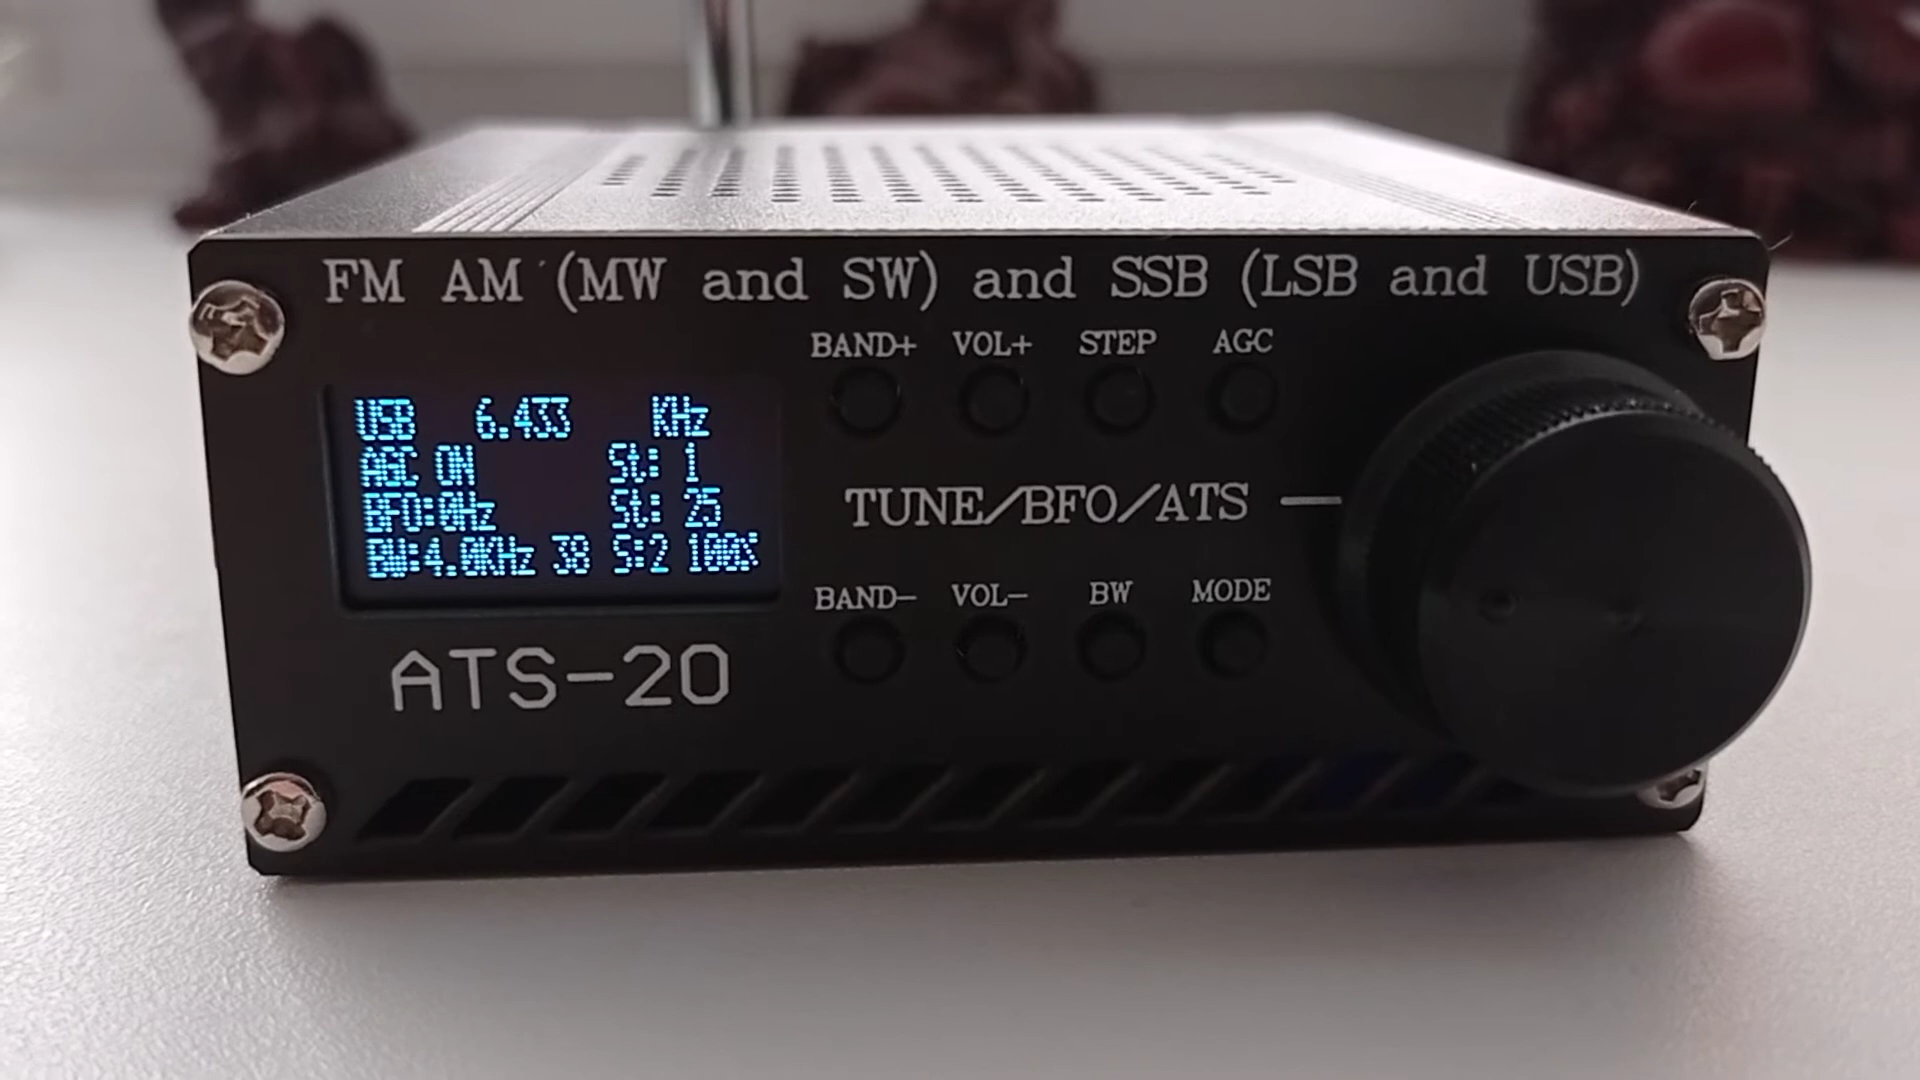 FM AM (MW and SW) and SSB (LSB and USB)
BAND+ VOL+ STEP AGC
USB 6.433 KHz
AGC ON St: 1
BFO:0Hz St: 25
BW:4.0KHz 38 S:2 100%
TUNE/BFO/ATS
BAND- VOL- BW MODE
ATS-20